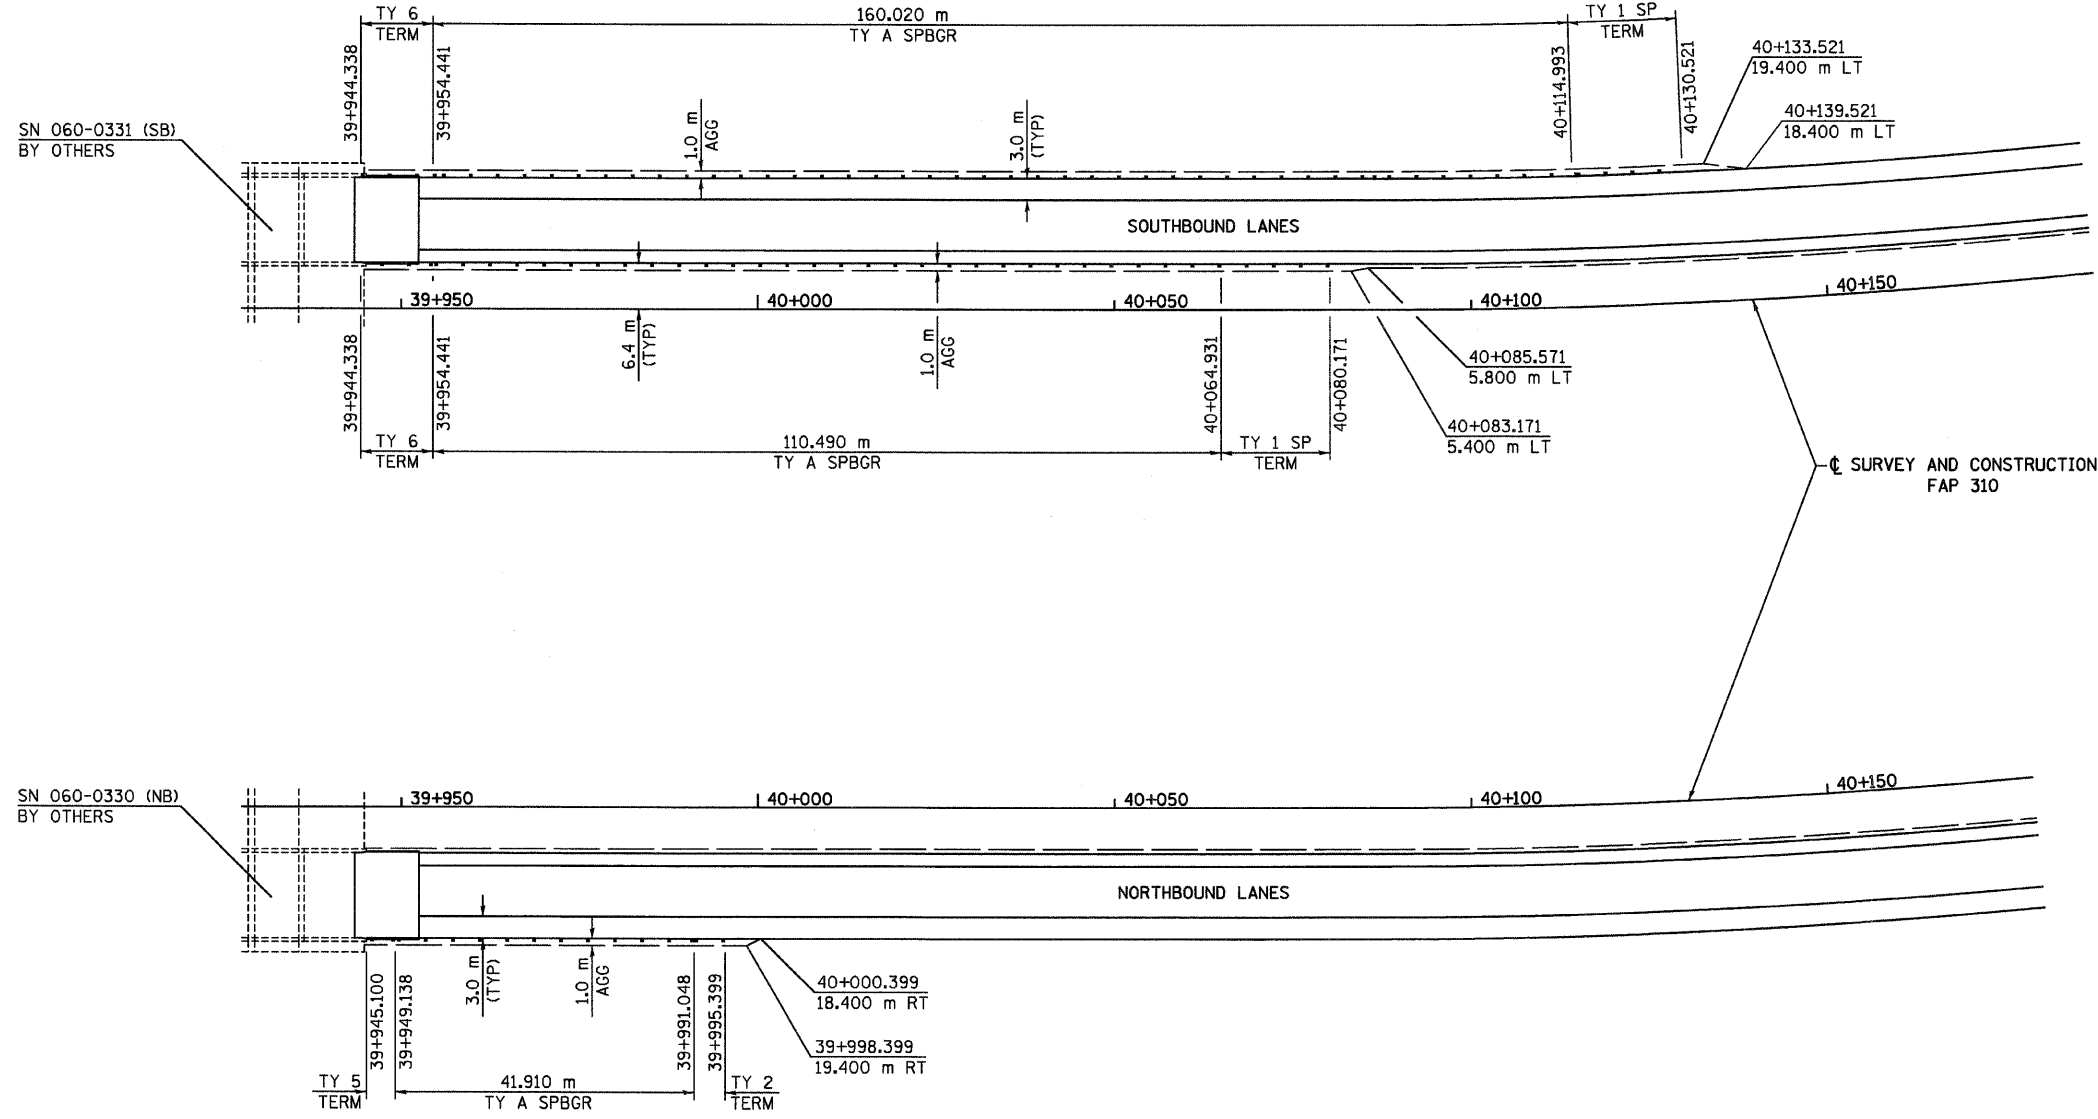 TY 6
TERM
160.020 m
TY A SPBGR
TY 1 SP
TERM
39+944.338
39+954.441
40+114.993
40+130.521
40+133.521
19.400 m LT
40+139.521
18.400 m LT
SN 060-0331 (SB)
BY OTHERS
1.0 m
AGG
3.0 m
(TYP)
SOUTHBOUND LANES
39+950
40+000
40+050
40+100
40+150
39+944.338
39+954.441
6.4 m
(TYP)
1.0 m
AGG
40+064.931
40+080.171
40+085.571
5.800 m LT
40+083.171
5.400 m LT
TY 6
TERM
110.490 m
TY A SPBGR
TY 1 SP
TERM
℄ SURVEY AND CONSTRUCTION
FAP 310
SN 060-0330 (NB)
BY OTHERS
39+950
40+000
40+050
40+100
40+150
NORTHBOUND LANES
39+945.100
39+949.138
3.0 m
(TYP)
1.0 m
AGG
39+991.048
39+995.399
40+000.399
18.400 m RT
39+998.399
19.400 m RT
TY 5
TERM
41.910 m
TY A SPBGR
TY 2
TERM